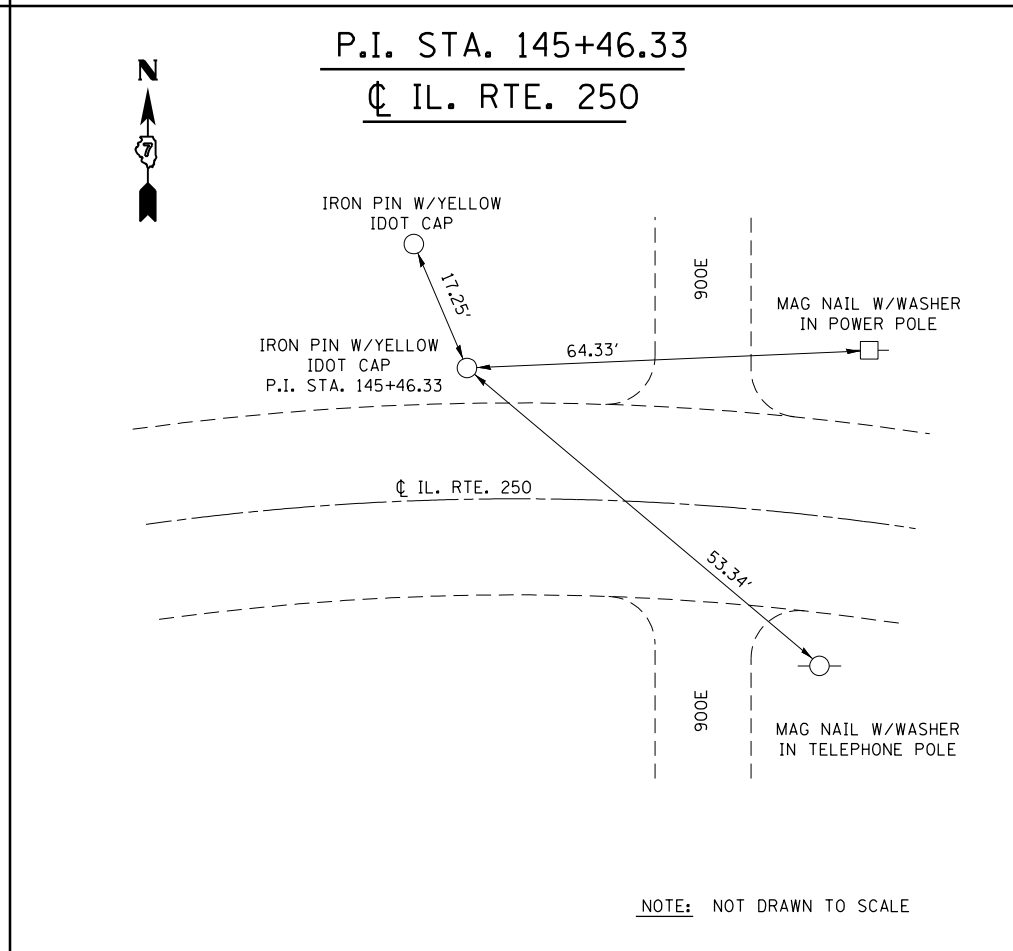 P.I. STA. 145+46.33
℄ IL. RTE. 250
N
7
IRON PIN W/YELLOW
IDOT CAP
17.25'
900E
MAG NAIL W/WASHER
IN POWER POLE
64.33'
IRON PIN W/YELLOW
IDOT CAP
P.I. STA. 145+46.33
℄ IL. RTE. 250
53.34'
900E
MAG NAIL W/WASHER
IN TELEPHONE POLE
NOTE: NOT DRAWN TO SCALE